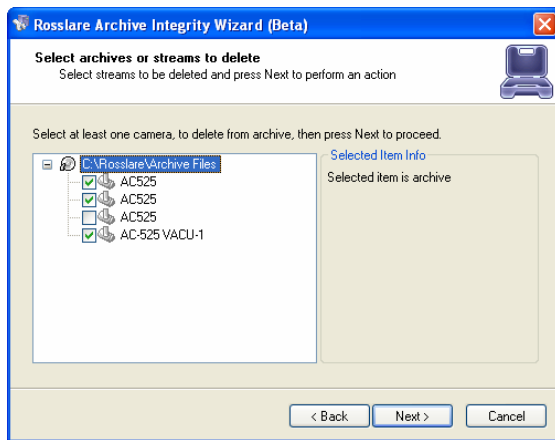 Rosslare Archive Integrity Wizard (Beta)
Select archives or streams to delete
Select streams to be deleted and press Next to perform an action
Select at least one camera, to delete from archive, then press Next to proceed.
C:\Rosslare\Archive Files
AC525
AC525
AC525
AC-525 VACU-1
Selected Item Info
Selected item is archive
< Back
Next >
Cancel